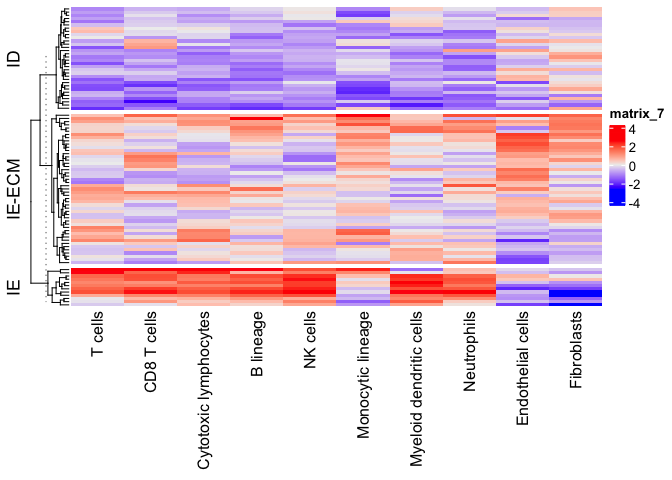 ID
IE-ECM
IE
matrix_7
4
2
0
-2
-4
T cells
CD8 T cells
Cytotoxic lymphocytes
B lineage
NK cells
Monocytic lineage
Myeloid dendritic cells
Neutrophils
Endothelial cells
Fibroblasts